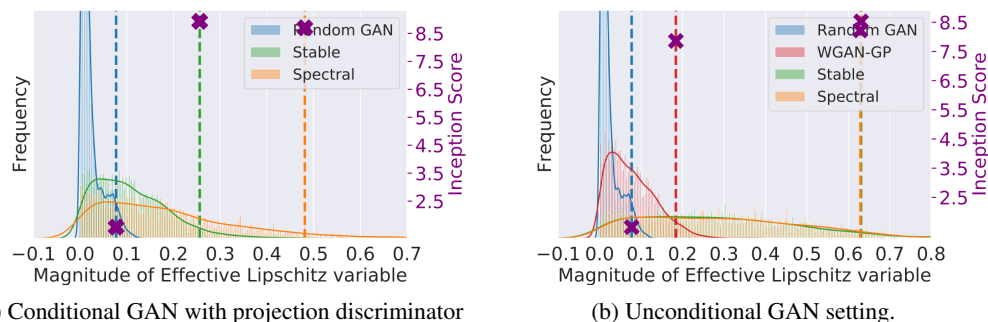 Random GAN
Stable
Spectral
Frequency
8.5
7.5
6.5
5.5
4.5
3.5
2.5
Inception Score
−0.1 0.0 0.1 0.2 0.3 0.4 0.5 0.6 0.7
Magnitude of Effective Lipschitz variable
) Conditional GAN with projection discriminator
Random GAN
WGAN-GP
Stable
Spectral
Frequency
8.5
7.5
6.5
5.5
4.5
3.5
2.5
Inception Score
−0.1 0.0 0.1 0.2 0.3 0.4 0.5 0.6 0.7 0.8
Magnitude of Effective Lipschitz variable
(b) Unconditional GAN setting.